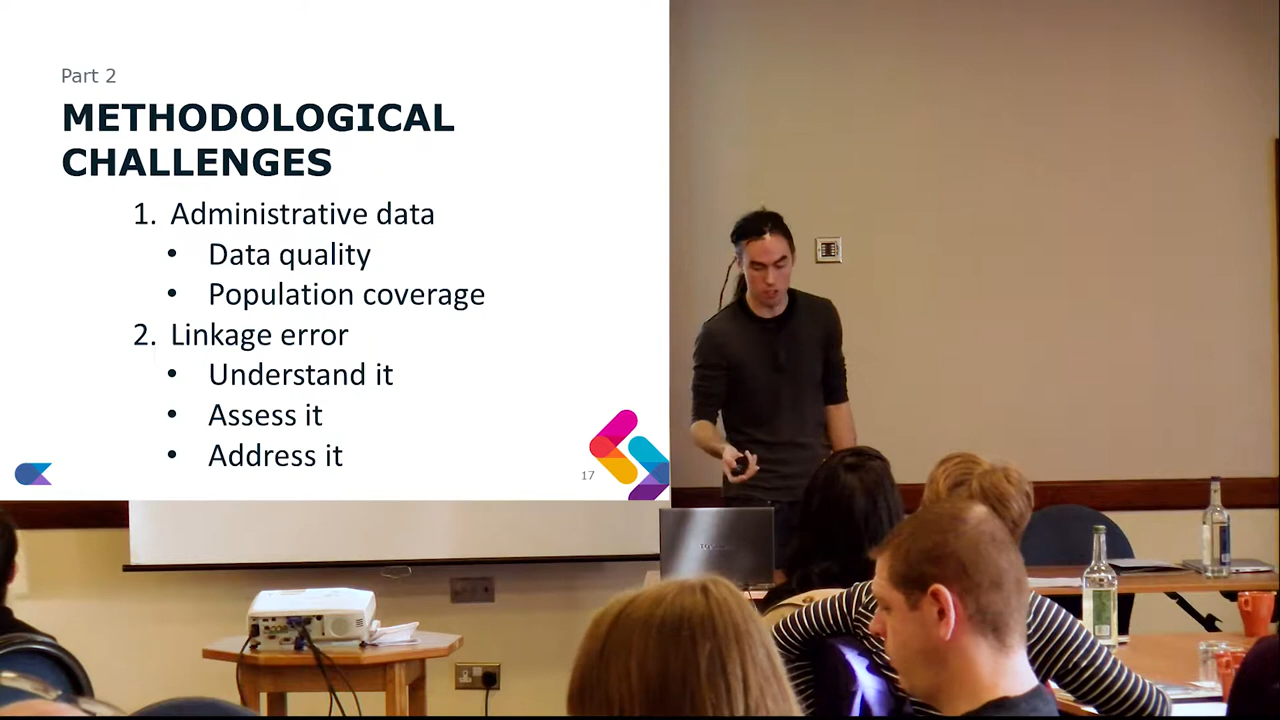 Part 2
METHODOLOGICAL
CHALLENGES
1. Administrative data
• Data quality
• Population coverage
2. Linkage error
• Understand it
• Assess it
• Address it
17